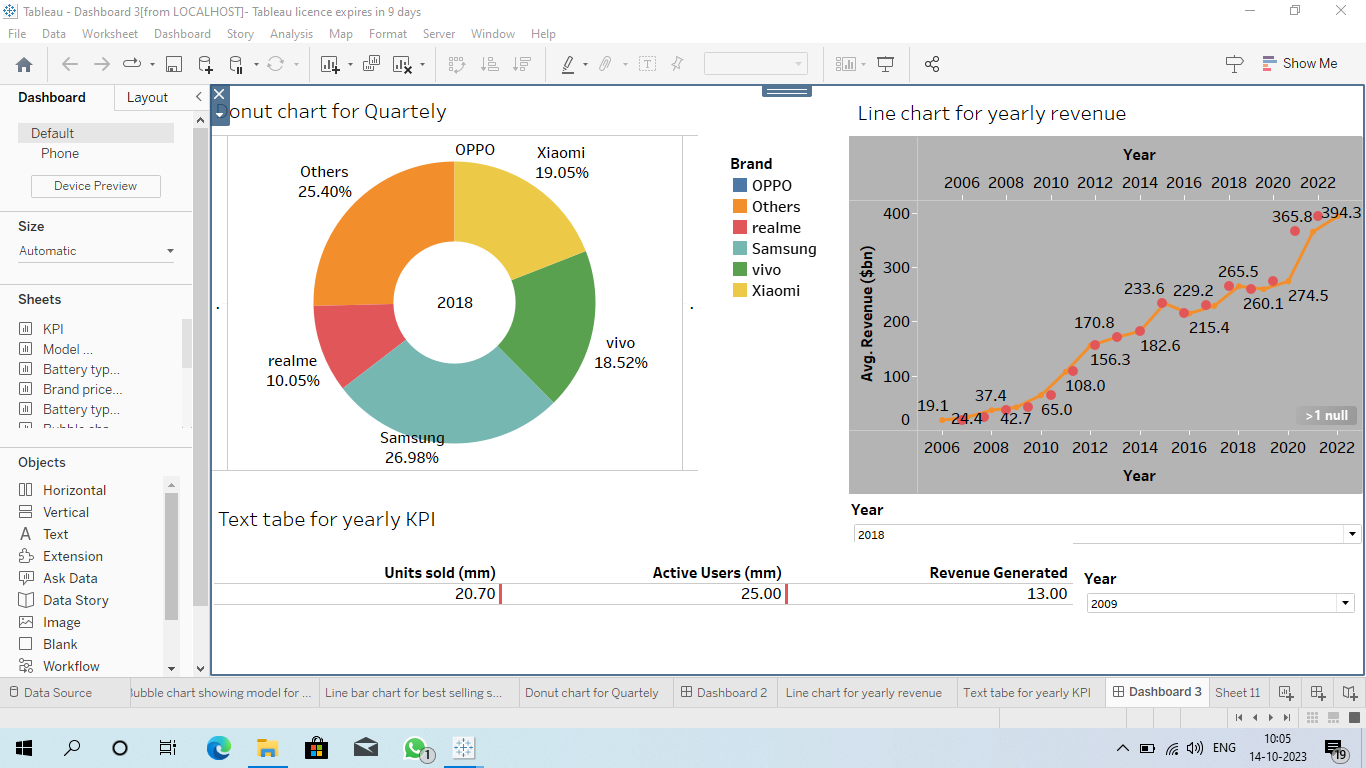 Tableau - Dashboard 3[from LOCALHOST]- Tableau licence expires in 9 days
File Data Worksheet Dashboard Story Analysis Map Format Server Window Help
Show Me
Dashboard Layout
Default
Phone
Device Preview
Size
Automatic
Sheets
KPI
Model ...
Battery typ...
Brand price...
Battery typ...
Objects
Horizontal
Vertical
Text
Extension
Ask Data
Data Story
Image
Blank
Workflow
Donut chart for Quartely
OPPO
Xiaomi
19.05%
Others
25.40%
2018
vivo
18.52%
realme
10.05%
Samsung
26.98%
Brand
OPPO
Others
realme
Samsung
vivo
Xiaomi
Line chart for yearly revenue
Year
2006 2008 2010 2012 2014 2016 2018 2020 2022
Avg. Revenue ($bn)
400
300
200
100
0
19.1
24.4
37.4
42.7
65.0
108.0
156.3
170.8
182.6
233.6
215.4
229.2
265.5
260.1
274.5
365.8
394.3
>1 null
2006 2008 2010 2012 2014 2016 2018 2020 2022
Year
Year
2018
Text tabe for yearly KPI
Units sold (mm) Active Users (mm) Revenue Generated
20.70 25.00 13.00
Year
2009
Data Source
Bubble chart showing model for ... Line bar chart for best selling s... Donut chart for Quartely Dashboard 2 Line chart for yearly revenue Text tabe for yearly KPI Dashboard 3 Sheet 11
1
ENG
10:05
14-10-2023
19